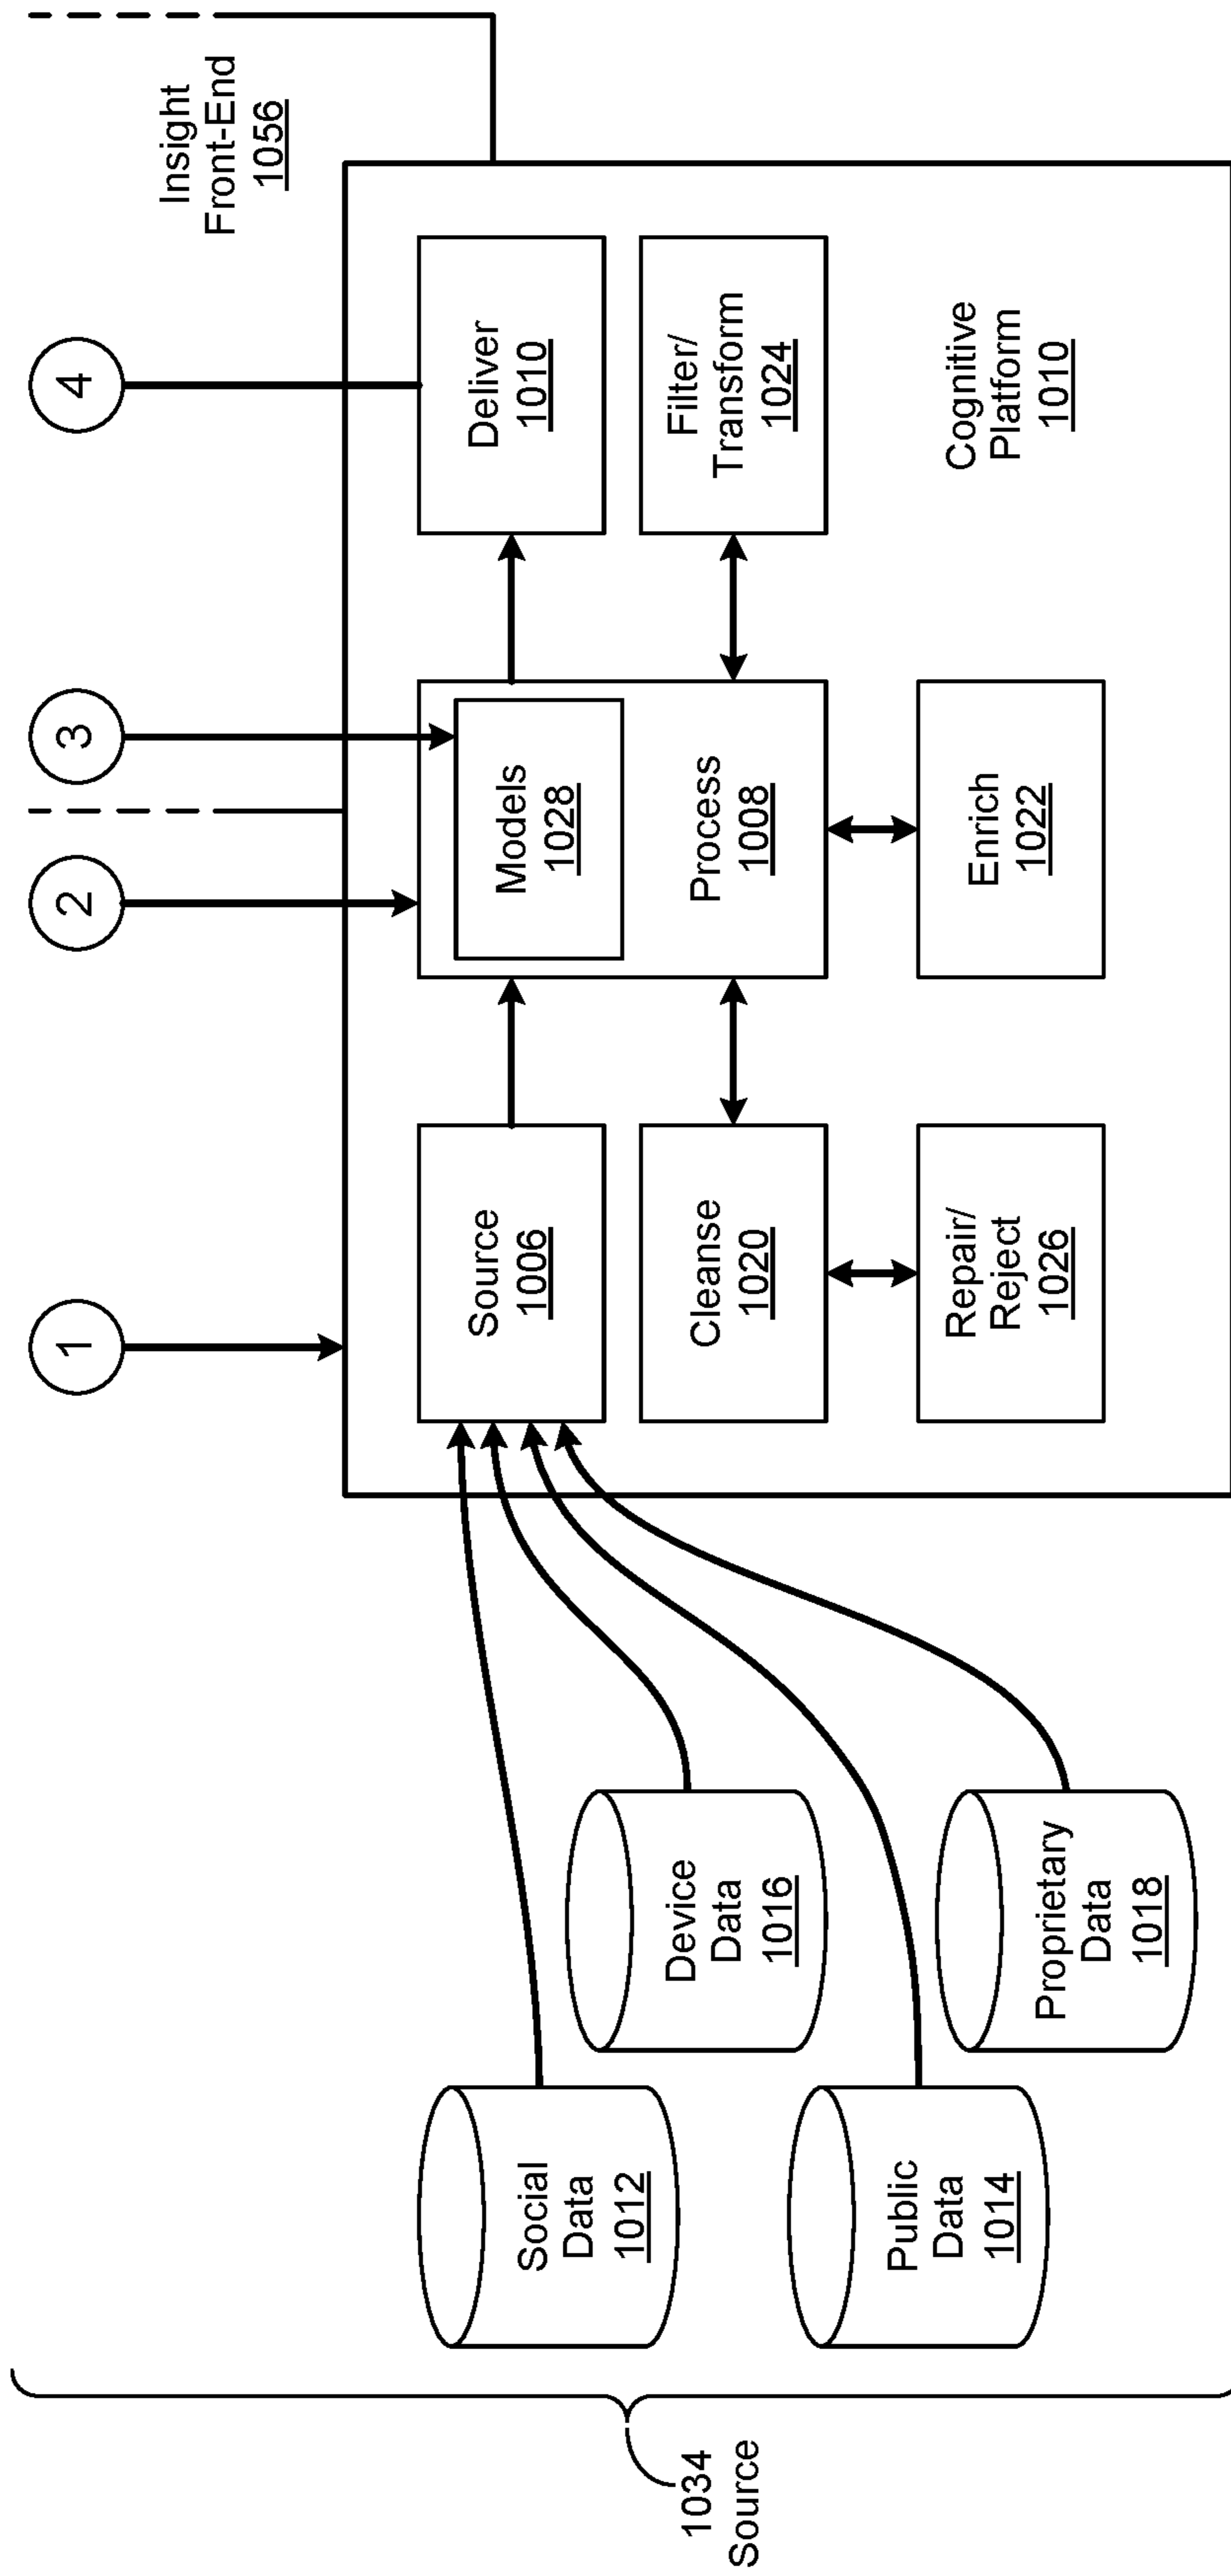 1
2
3
4
Insight
Front-End
1056
Source
1006
Models
1028
Process
1008
Deliver
1010
Cleanse
1020
Filter/
Transform
1024
Repair/
Reject
1026
Enrich
1022
Cognitive
Platform
1010
Social
Data
1012
Device
Data
1016
Public
Data
1014
Proprietary
Data
1018
1034
Source